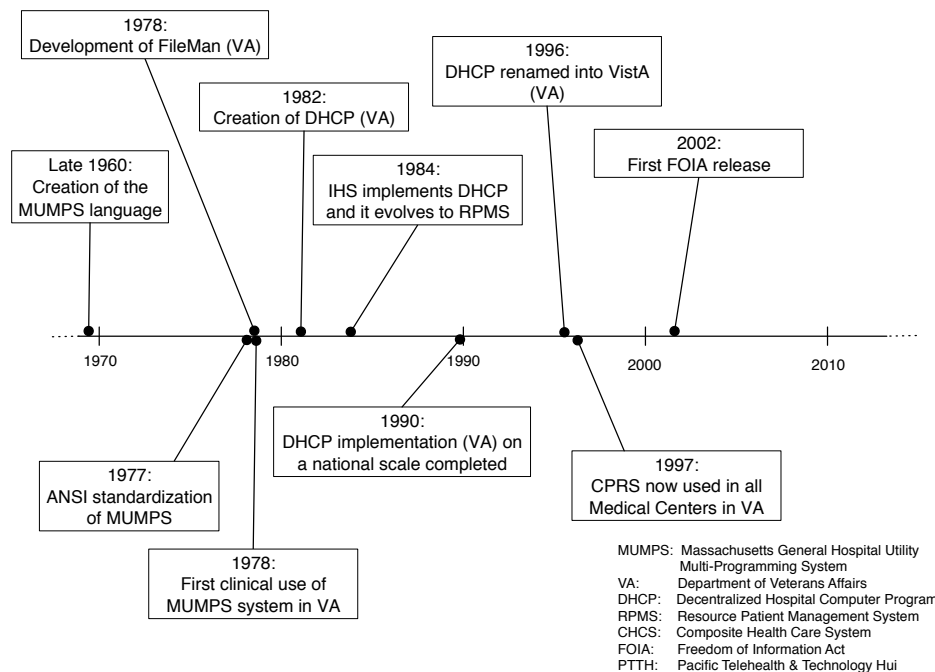 1978:
Development of FileMan (VA)
1996:
DHCP renamed into VistA
(VA)
1982:
Creation of DHCP (VA)
2002:
First FOIA release
Late 1960:
Creation of the
MUMPS language
1984:
IHS implements DHCP
and it evolves to RPMS
1970
1980
1990
2000
2010
1990:
DHCP implementation (VA) on
a national scale completed
1977:
ANSI standardization
of MUMPS
1997:
CPRS now used in all
Medical Centers in VA
1978:
First clinical use of
MUMPS system in VA
MUMPS: Massachusetts General Hospital Utility
Multi-Programming System
VA: Department of Veterans Affairs
DHCP: Decentralized Hospital Computer Program
RPMS: Resource Patient Management System
CHCS: Composite Health Care System
FOIA: Freedom of Information Act
PTTH: Pacific Telehealth & Technology Hui